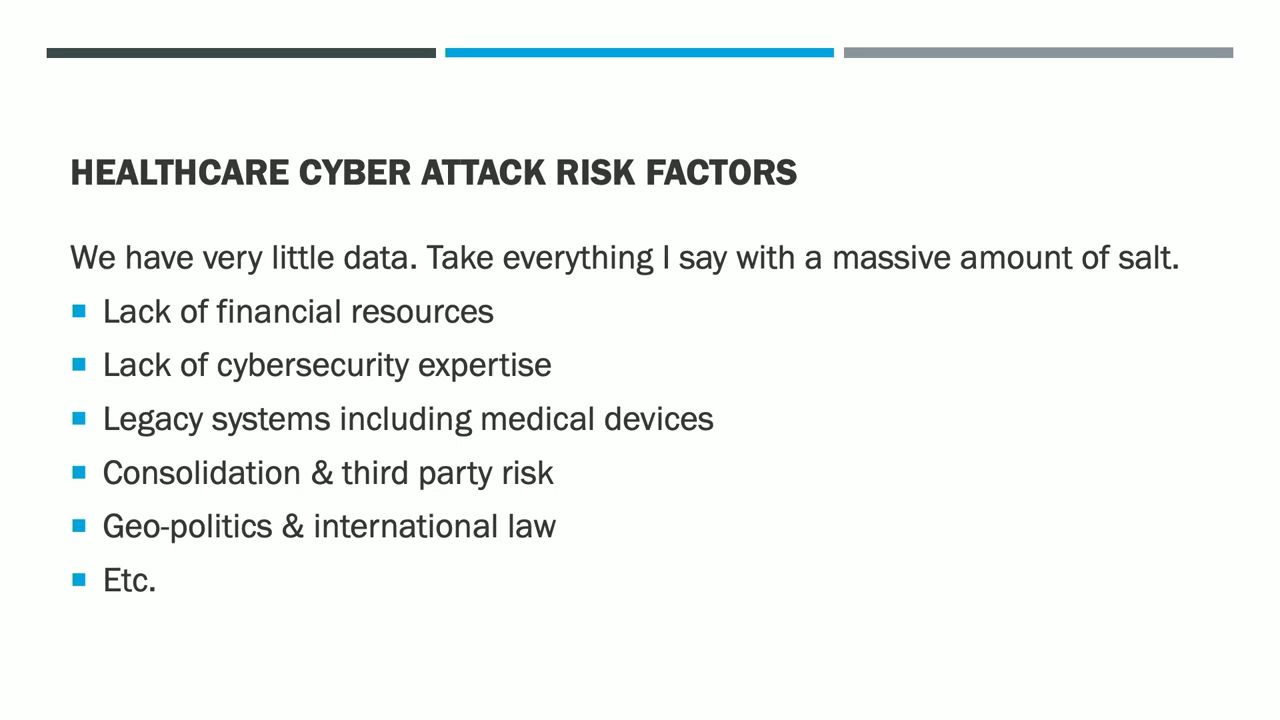 HEALTHCARE CYBER ATTACK RISK FACTORS
We have very little data. Take everything I say with a massive amount of salt.
Lack of financial resources
Lack of cybersecurity expertise
Legacy systems including medical devices
Consolidation & third party risk
Geo-politics & international law
Etc.